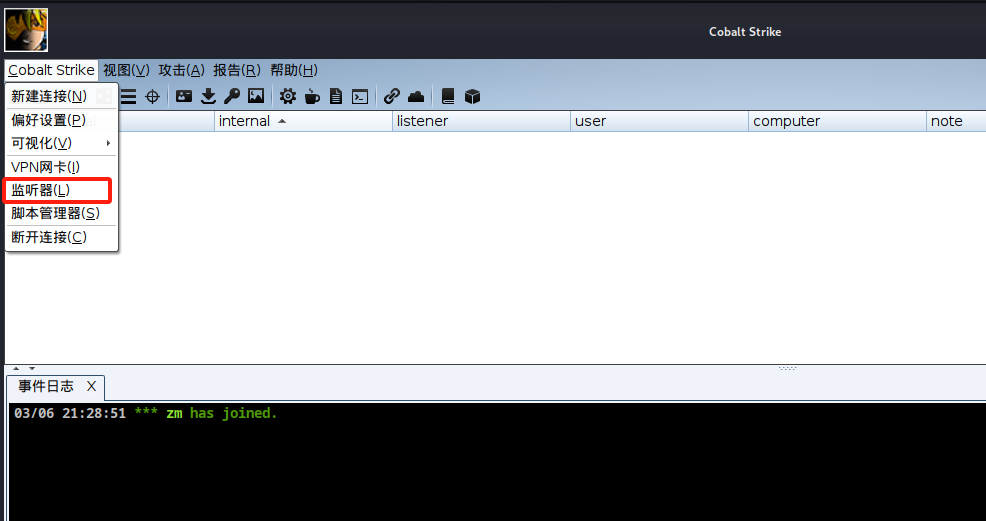 Cobalt Strike
Cobalt Strike 视图(V) 攻击(A) 报告(R) 帮助(H)
新建连接(N)
偏好设置(P)
可视化(V)
VPN网卡(I)
监听器(L)
脚本管理器(S)
断开连接(C)
internal listener user computer note
事件日志 X
03/06 21:28:51 *** zm has joined.